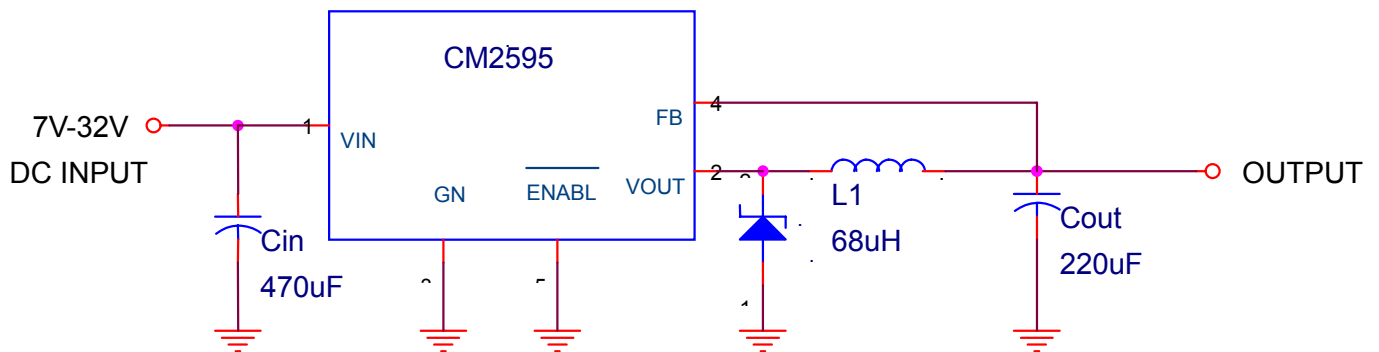 CM2595
7V-32V
DC INPUT
1
VIN
GN
ENABL
FB
VOUT
4
2
OUTPUT
Cin
470uF
L1
68uH
Cout
220uF